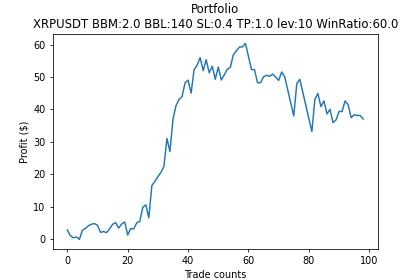 Portfolio
XRPUSDT BBM:2.0 BBL:140 SL:0.4 TP:1.0 lev:10 WinRatio:60.0
60
50
40
30
20
10
0
Profit ($)
0 20 40 60 80 100
Trade counts